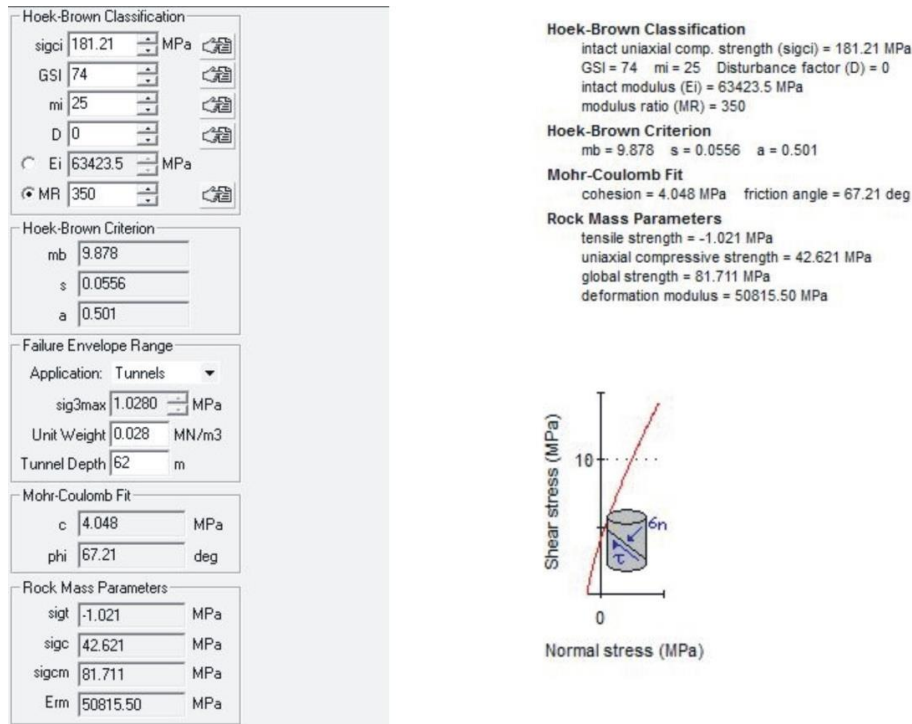 Hoek-Brown Classification
sigci 181.21 MPa
GSI 74
mi 25
D 0
Ei 63423.5 MPa
MR 350
Hoek-Brown Criterion
mb 9.878
s 0.0556
a 0.501
Failure Envelope Range
Application: Tunnels
sig3max 1.0280 MPa
Unit Weight 0.028 MN/m3
Tunnel Depth 62 m
Mohr-Coulomb Fit
c 4.048 MPa
phi 67.21 deg
Rock Mass Parameters
sigt -1.021 MPa
sigc 42.621 MPa
sigcm 81.711 MPa
Erm 50815.50 MPa
Hoek-Brown Classification
intact uniaxial comp. strength (sigci) = 181.21 MPa
GSI = 74 mi = 25 Disturbance factor (D) = 0
intact modulus (Ei) = 63423.5 MPa
modulus ratio (MR) = 350
Hoek-Brown Criterion
mb = 9.878 s = 0.0556 a = 0.501
Mohr-Coulomb Fit
cohesion = 4.048 MPa friction angle = 67.21 deg
Rock Mass Parameters
tensile strength = -1.021 MPa
uniaxial compressive strength = 42.621 MPa
global strength = 81.711 MPa
deformation modulus = 50815.50 MPa
Shear stress (MPa)
10
σn
τ
0
Normal stress (MPa)